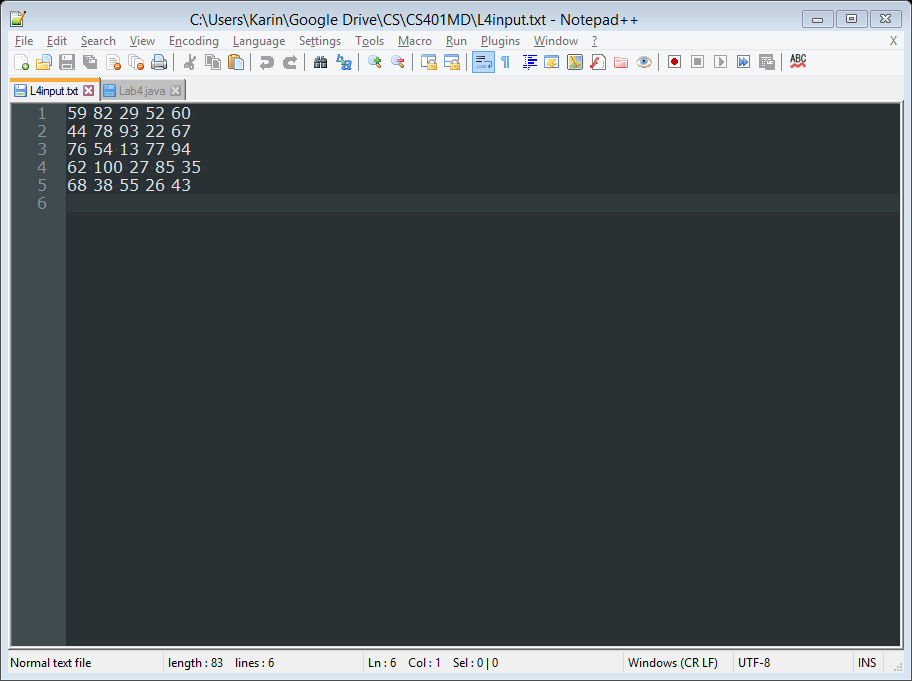 C:\Users\Karin\Google Drive\CS\CS401MD\L4input.txt - Notepad++
File Edit Search View Encoding Language Settings Tools Macro Run Plugins Window ? X
ABC
L4input.txt Lab4.java
1 59 82 29 52 60
2 44 78 93 22 67
3 76 54 13 77 94
4 62 100 27 85 35
5 68 38 55 26 43
6
Normal text file length : 83 lines : 6 Ln : 6 Col : 1 Sel : 0 | 0 Windows (CR LF) UTF-8 INS